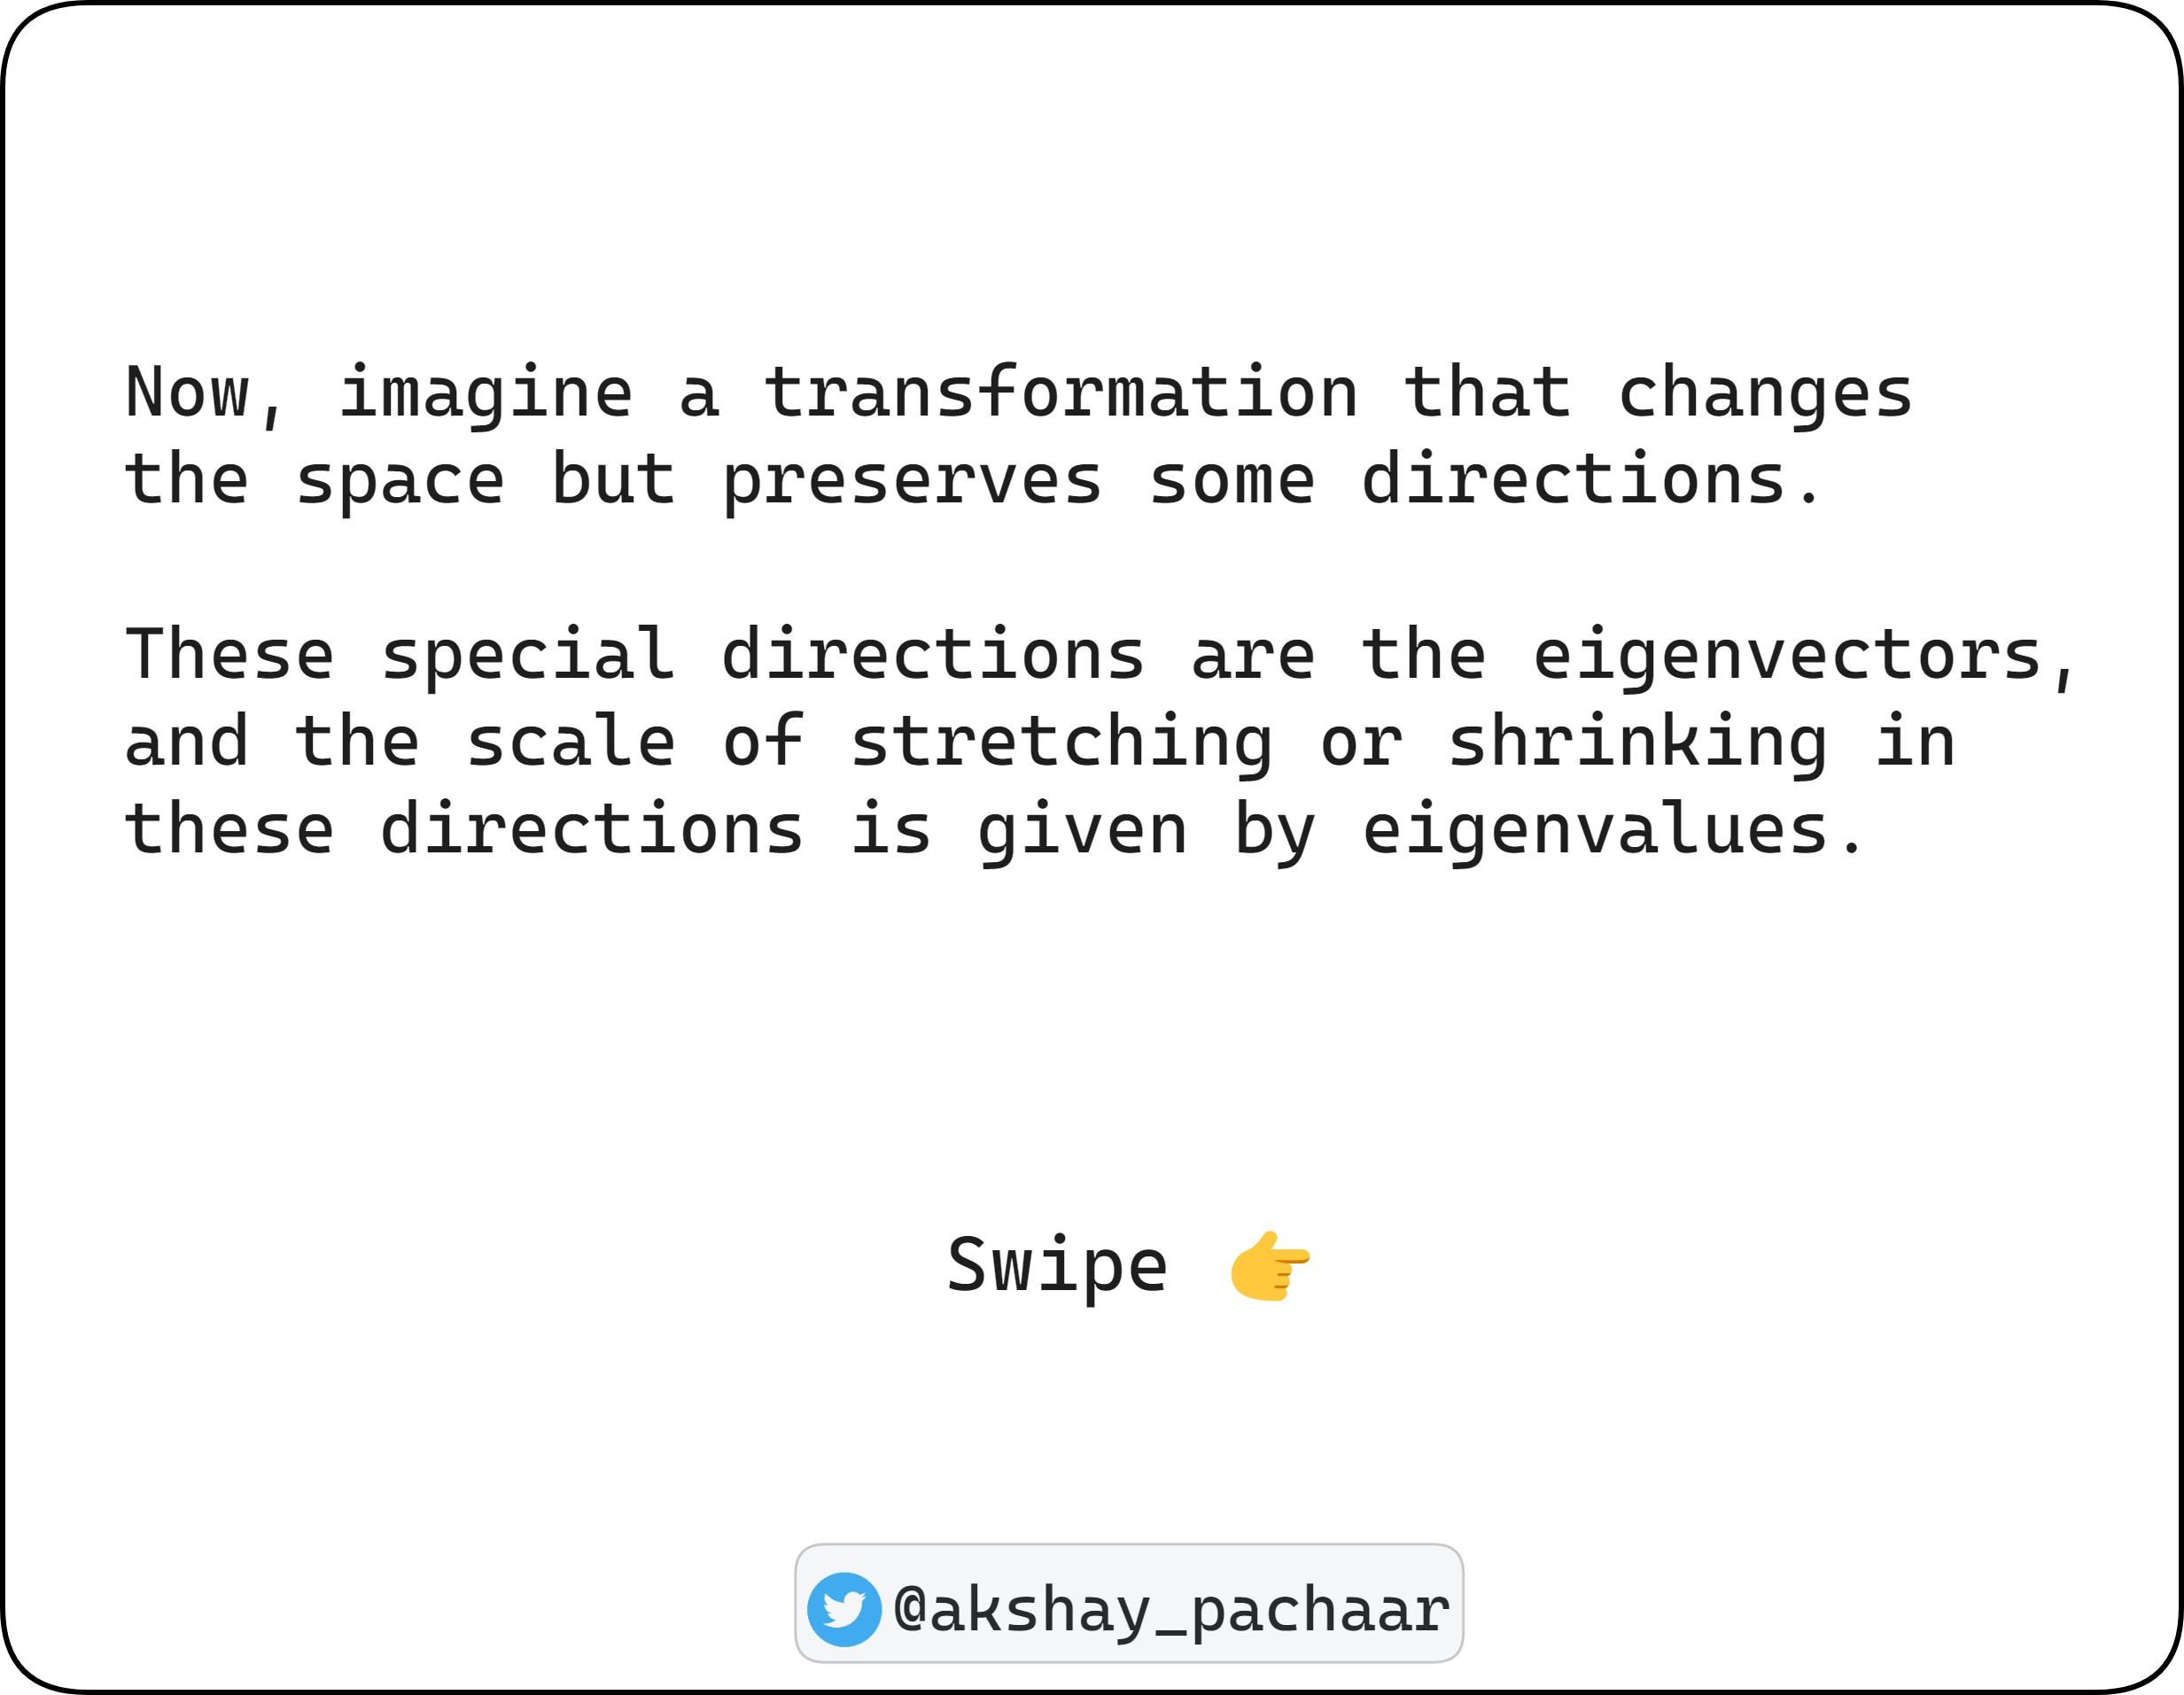 Now, imagine a transformation that changes
the space but preserves some directions.
These special directions are the eigenvectors,
and the scale of stretching or shrinking in
these directions is given by eigenvalues.
Swipe 👉
@akshay_pachaar